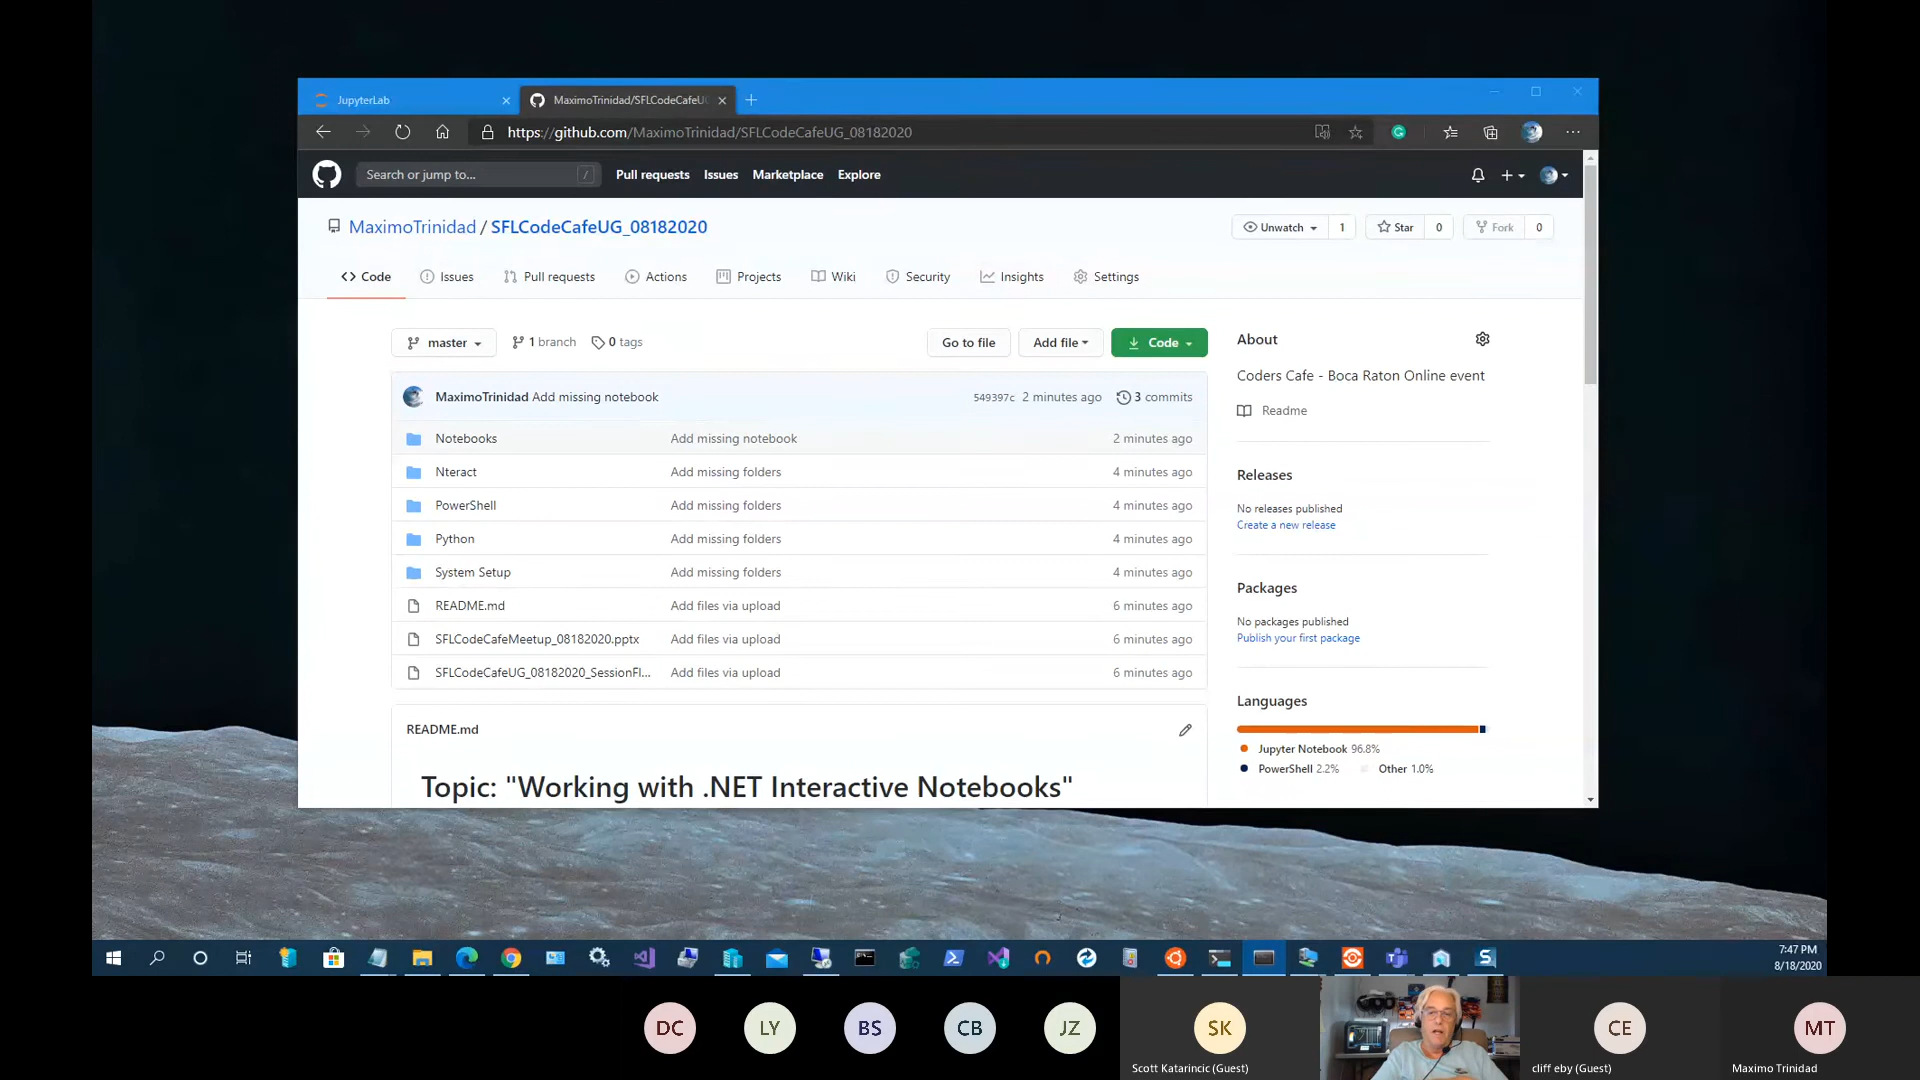 JupyterLab
MaximoTrinidad/SFLCodeCafeUG
https://github.com/MaximoTrinidad/SFLCodeCafeUG_08182020
Search or jump to... /
Pull requests Issues Marketplace Explore
MaximoTrinidad / SFLCodeCafeUG_08182020
Unwatch 1 Star 0 Fork 0
Code Issues Pull requests Actions Projects Wiki Security Insights Settings
master 1 branch 0 tags Go to file Add file Code
MaximoTrinidad Add missing notebook 549397c 2 minutes ago 3 commits
Notebooks Add missing notebook 2 minutes ago
Nteract Add missing folders 4 minutes ago
PowerShell Add missing folders 4 minutes ago
Python Add missing folders 4 minutes ago
System Setup Add missing folders 4 minutes ago
README.md Add files via upload 6 minutes ago
SFLCodeCafeMeetup_08182020.pptx Add files via upload 6 minutes ago
SFLCodeCafeUG_08182020_SessionFl... Add files via upload 6 minutes ago
README.md
Topic: "Working with .NET Interactive Notebooks"
About
Coders Cafe - Boca Raton Online event
Readme
Releases
No releases published
Create a new release
Packages
No packages published
Publish your first package
Languages
Jupyter Notebook 96.8%
PowerShell 2.2% Other 1.0%
7:47 PM
8/18/2020
DC LY BS CB JZ SK CE MT
Scott Katarincic (Guest) cliff eby (Guest) Maximo Trinidad